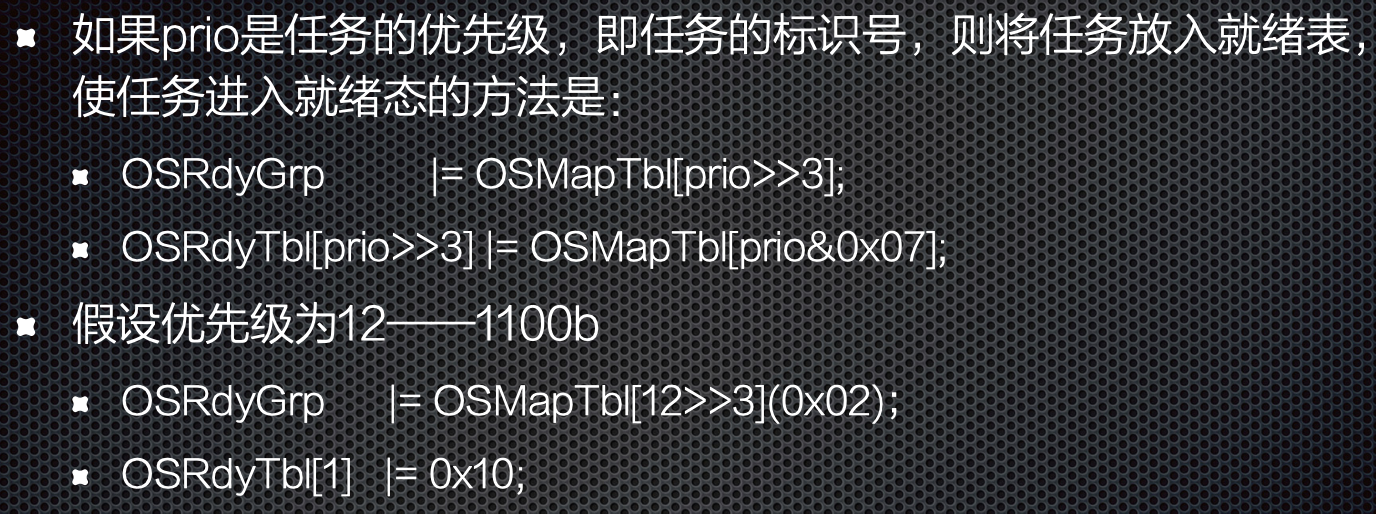 如果prio是任务的优先级，即任务的标识号，则将任务放入就绪表，
使任务进入就绪态的方法是：
OSRdyGrp |= OSMapTbl[prio>>3];
OSRdyTbl[prio>>3] |= OSMapTbl[prio&0x07];
假设优先级为12——1100b
OSRdyGrp |= OSMapTbl[12>>3](0x02);
OSRdyTbl[1] |= 0x10;